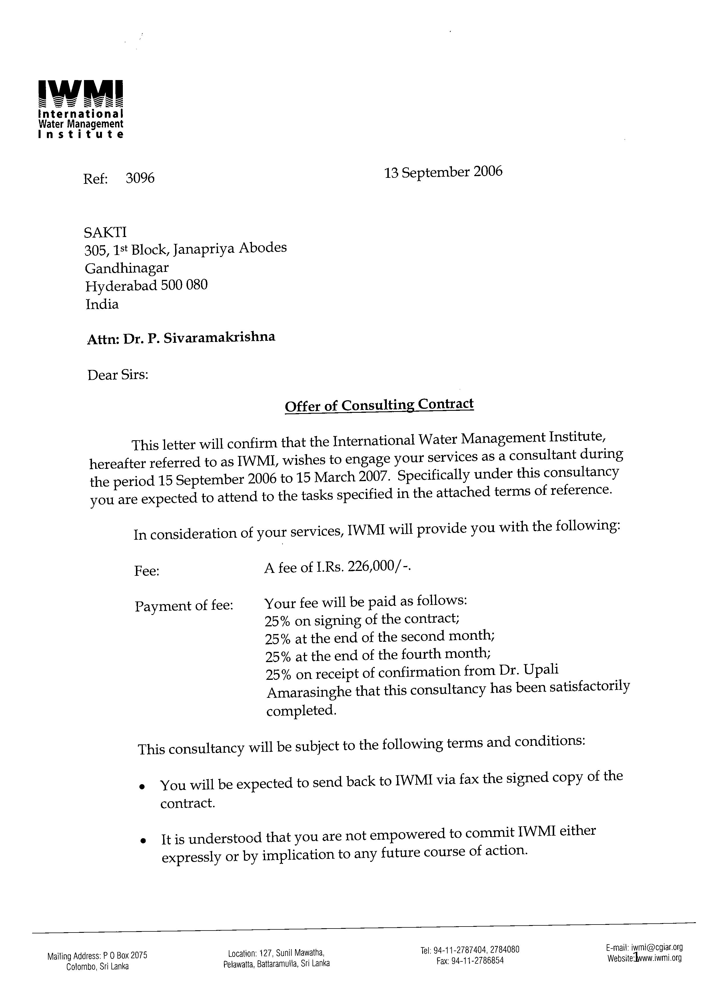 IWMI
International
Water Management
Institute
Ref: 3096
13 September 2006
SAKTI
305, 1st Block, Janapriya Abodes
Gandhinagar
Hyderabad 500 080
India
Attn: Dr. P. Sivaramakrishna
Dear Sirs:
Offer of Consulting Contract
This letter will confirm that the International Water Management Institute,
hereafter referred to as IWMI, wishes to engage your services as a consultant during
the period 15 September 2006 to 15 March 2007. Specifically under this consultancy
you are expected to attend to the tasks specified in the attached terms of reference.
In consideration of your services, IWMI will provide you with the following:
Fee: A fee of I.Rs. 226,000/-.
Payment of fee: Your fee will be paid as follows:
25% on signing of the contract;
25% at the end of the second month;
25% at the end of the fourth month;
25% on receipt of confirmation from Dr. Upali
Amarasinghe that this consultancy has been satisfactorily
completed.
This consultancy will be subject to the following terms and conditions:
• You will be expected to send back to IWMI via fax the signed copy of the
contract.
• It is understood that you are not empowered to commit IWMI either
expressly or by implication to any future course of action.
Mailing Address: P O Box 2075
Colombo, Sri Lanka
Location: 127, Sunil Mawatha,
Pelawatta, Battaramulla, Sri Lanka
Tel: 94-11-2787404, 2784080
Fax: 94-11-2786854
E-mail: iwmi@cgiar.org
Website: www.iwmi.org
1